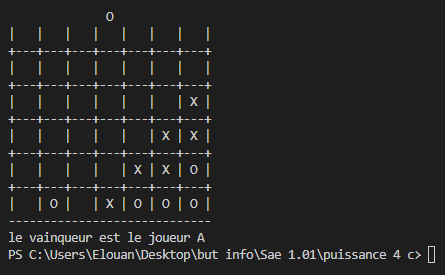 O
|   |   |   |   |   |   |   |
+---+---+---+---+---+---+---+
|   |   |   |   |   |   |   |
+---+---+---+---+---+---+---+
|   |   |   |   |   |   | X |
+---+---+---+---+---+---+---+
|   |   |   |   |   | X | X |
+---+---+---+---+---+---+---+
|   |   |   |   | X | X | O |
+---+---+---+---+---+---+---+
|   | O |   | X | O | O | O |
-----------------------------
le vainqueur est le joueur A
PS C:\Users\Elouan\Desktop\but info\Sae 1.01\puissance 4 c>